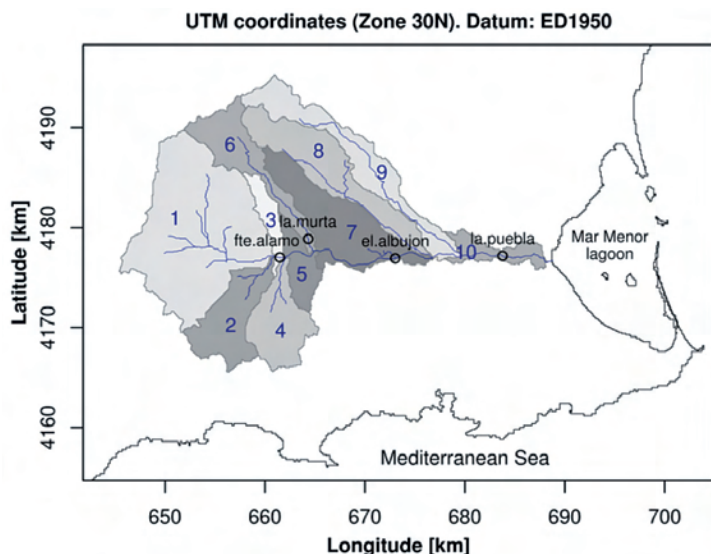 UTM coordinates (Zone 30N). Datum: ED1950
Latitude [km]
4190
4180
4170
4160
6
8
9
1
3
la.murta
fte.alamo
7
el.albujon
la.puebla
10
Mar Menor
lagoon
5
2
4
Mediterranean Sea
650
660
670
680
690
700
Longitude [km]